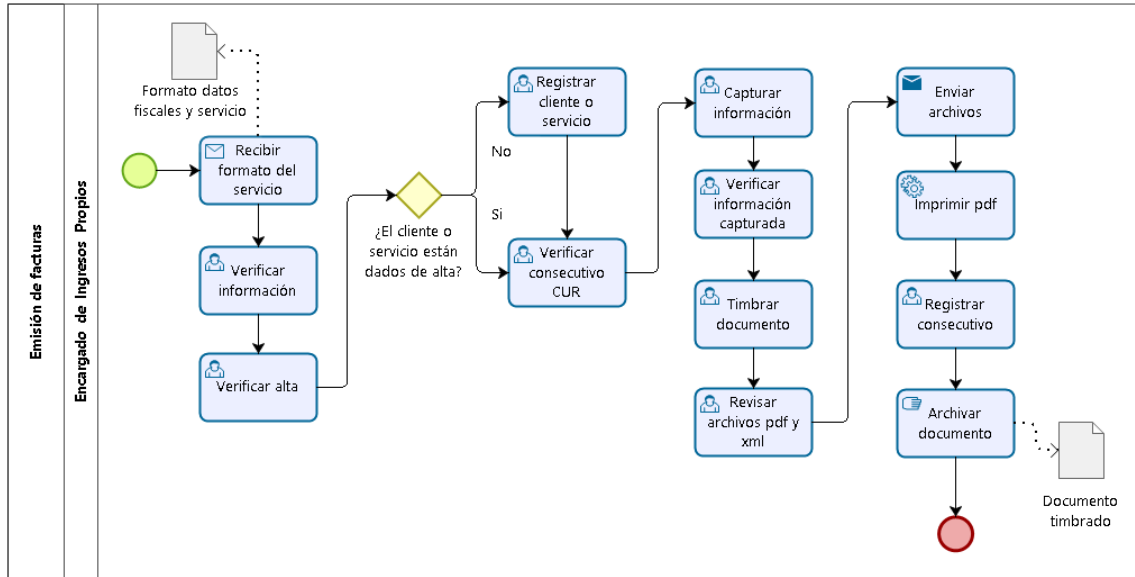 Emisión de facturas
Encargado de Ingresos Propios
Formato datos
fiscales y servicio
Recibir
formato del
servicio
Verificar
información
Verificar alta
¿El cliente o
servicio están
dados de alta?
No
Si
Registrar
cliente o
servicio
Verificar
consecutivo
CUR
Capturar
información
Verificar
información
capturada
Timbrar
documento
Revisar
archivos pdf y
xml
Enviar
archivos
Imprimir pdf
Registrar
consecutivo
Archivar
documento
Documento
timbrado